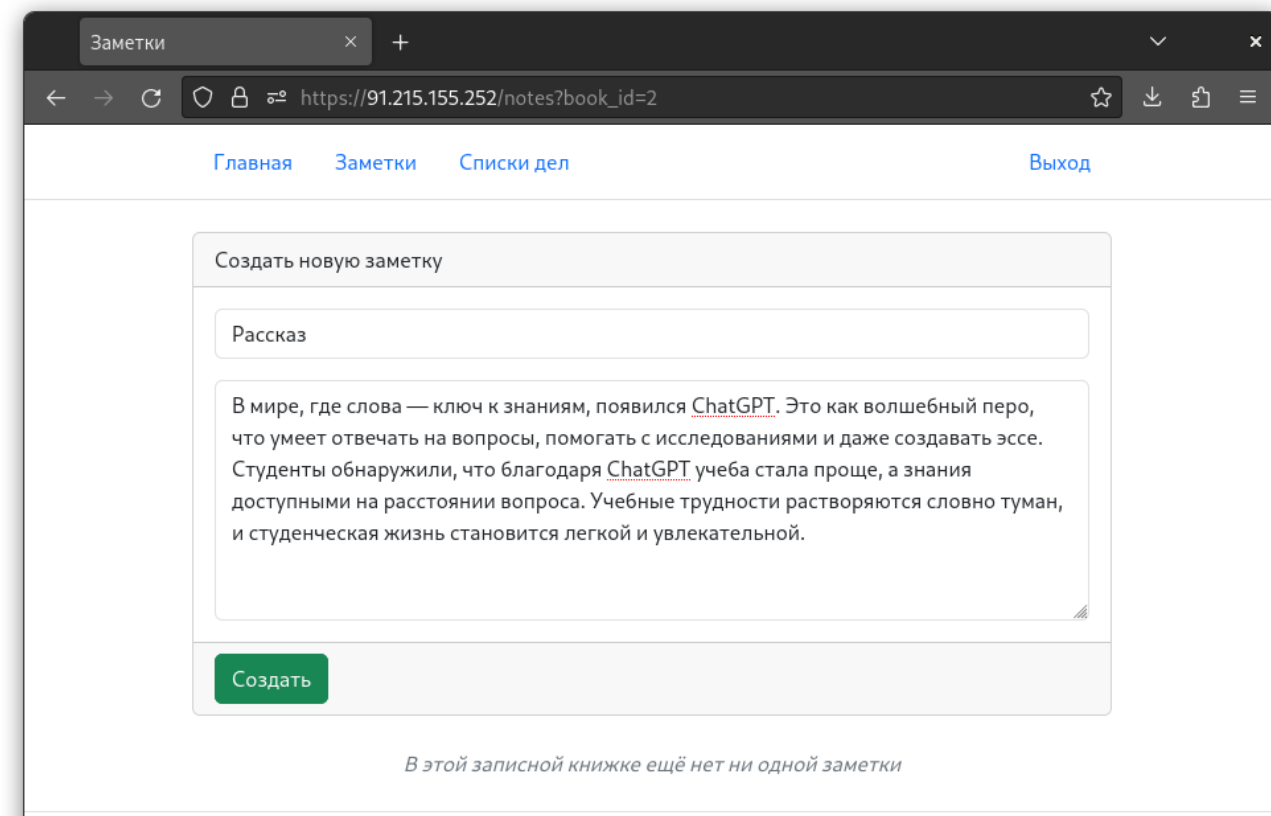 Заметки
https://91.215.155.252/notes?book_id=2
Главная Заметки Списки дел Выход
Создать новую заметку
Рассказ
В мире, где слова — ключ к знаниям, появился ChatGPT. Это как волшебный перо,
что умеет отвечать на вопросы, помогать с исследованиями и даже создавать эссе.
Студенты обнаружили, что благодаря ChatGPT учеба стала проще, а знания
доступными на расстоянии вопроса. Учебные трудности растворяются словно туман,
и студенческая жизнь становится легкой и увлекательной.
Создать
В этой записной книжке ещё нет ни одной заметки